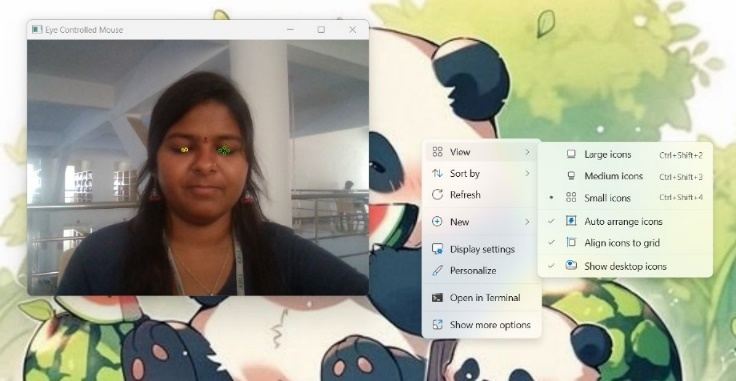 Eye Controlled Mouse
View
Sort by
Refresh
New
Display settings
Personalize
Open in Terminal
Show more options
Large icons Ctrl+Shift+2
Medium icons Ctrl+Shift+3
Small icons Ctrl+Shift+4
Auto arrange icons
Align icons to grid
Show desktop icons